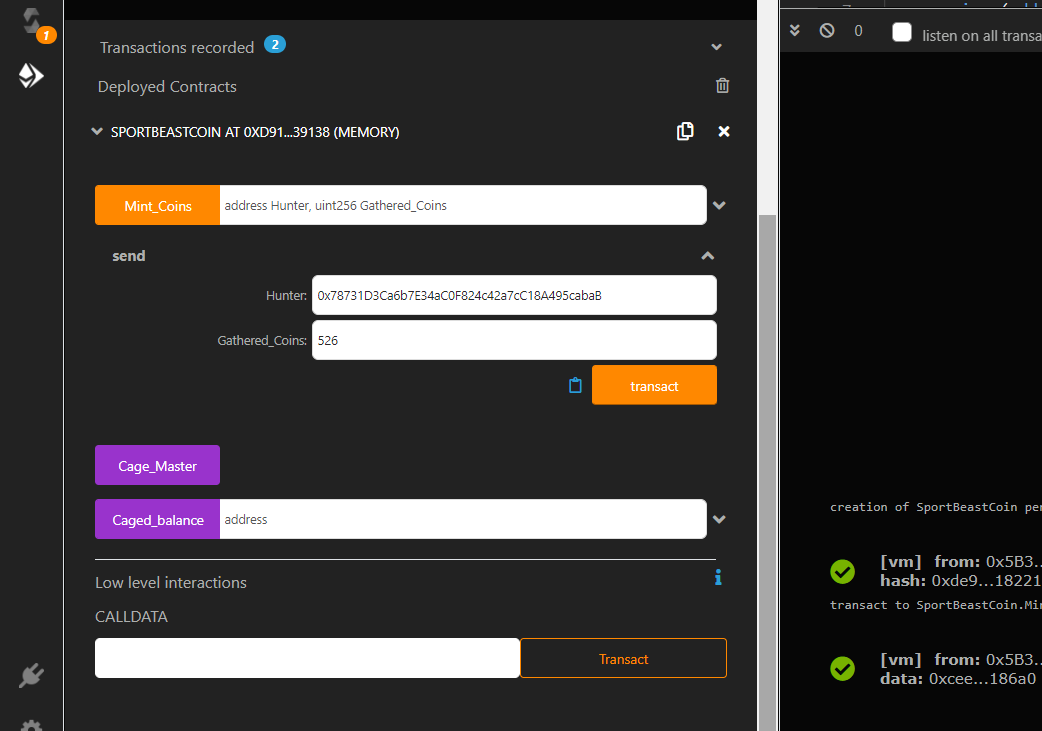 1
Transactions recorded 2
0 listen on all transa
Deployed Contracts
SPORTBEASTCOIN AT 0XD91...39138 (MEMORY)
Mint_Coins address Hunter, uint256 Gathered_Coins
send
Hunter: 0x78731D3Ca6b7E34aC0F824c42a7cC18A495cabaB
Gathered_Coins: 526
transact
Cage_Master
Caged_balance address
Low level interactions
CALLDATA
Transact
creation of SportBeastCoin per
[vm] from: 0x5B3..
hash: 0xde9...18221
transact to SportBeastCoin.Mir
[vm] from: 0x5B3..
data: 0xcee...186a0